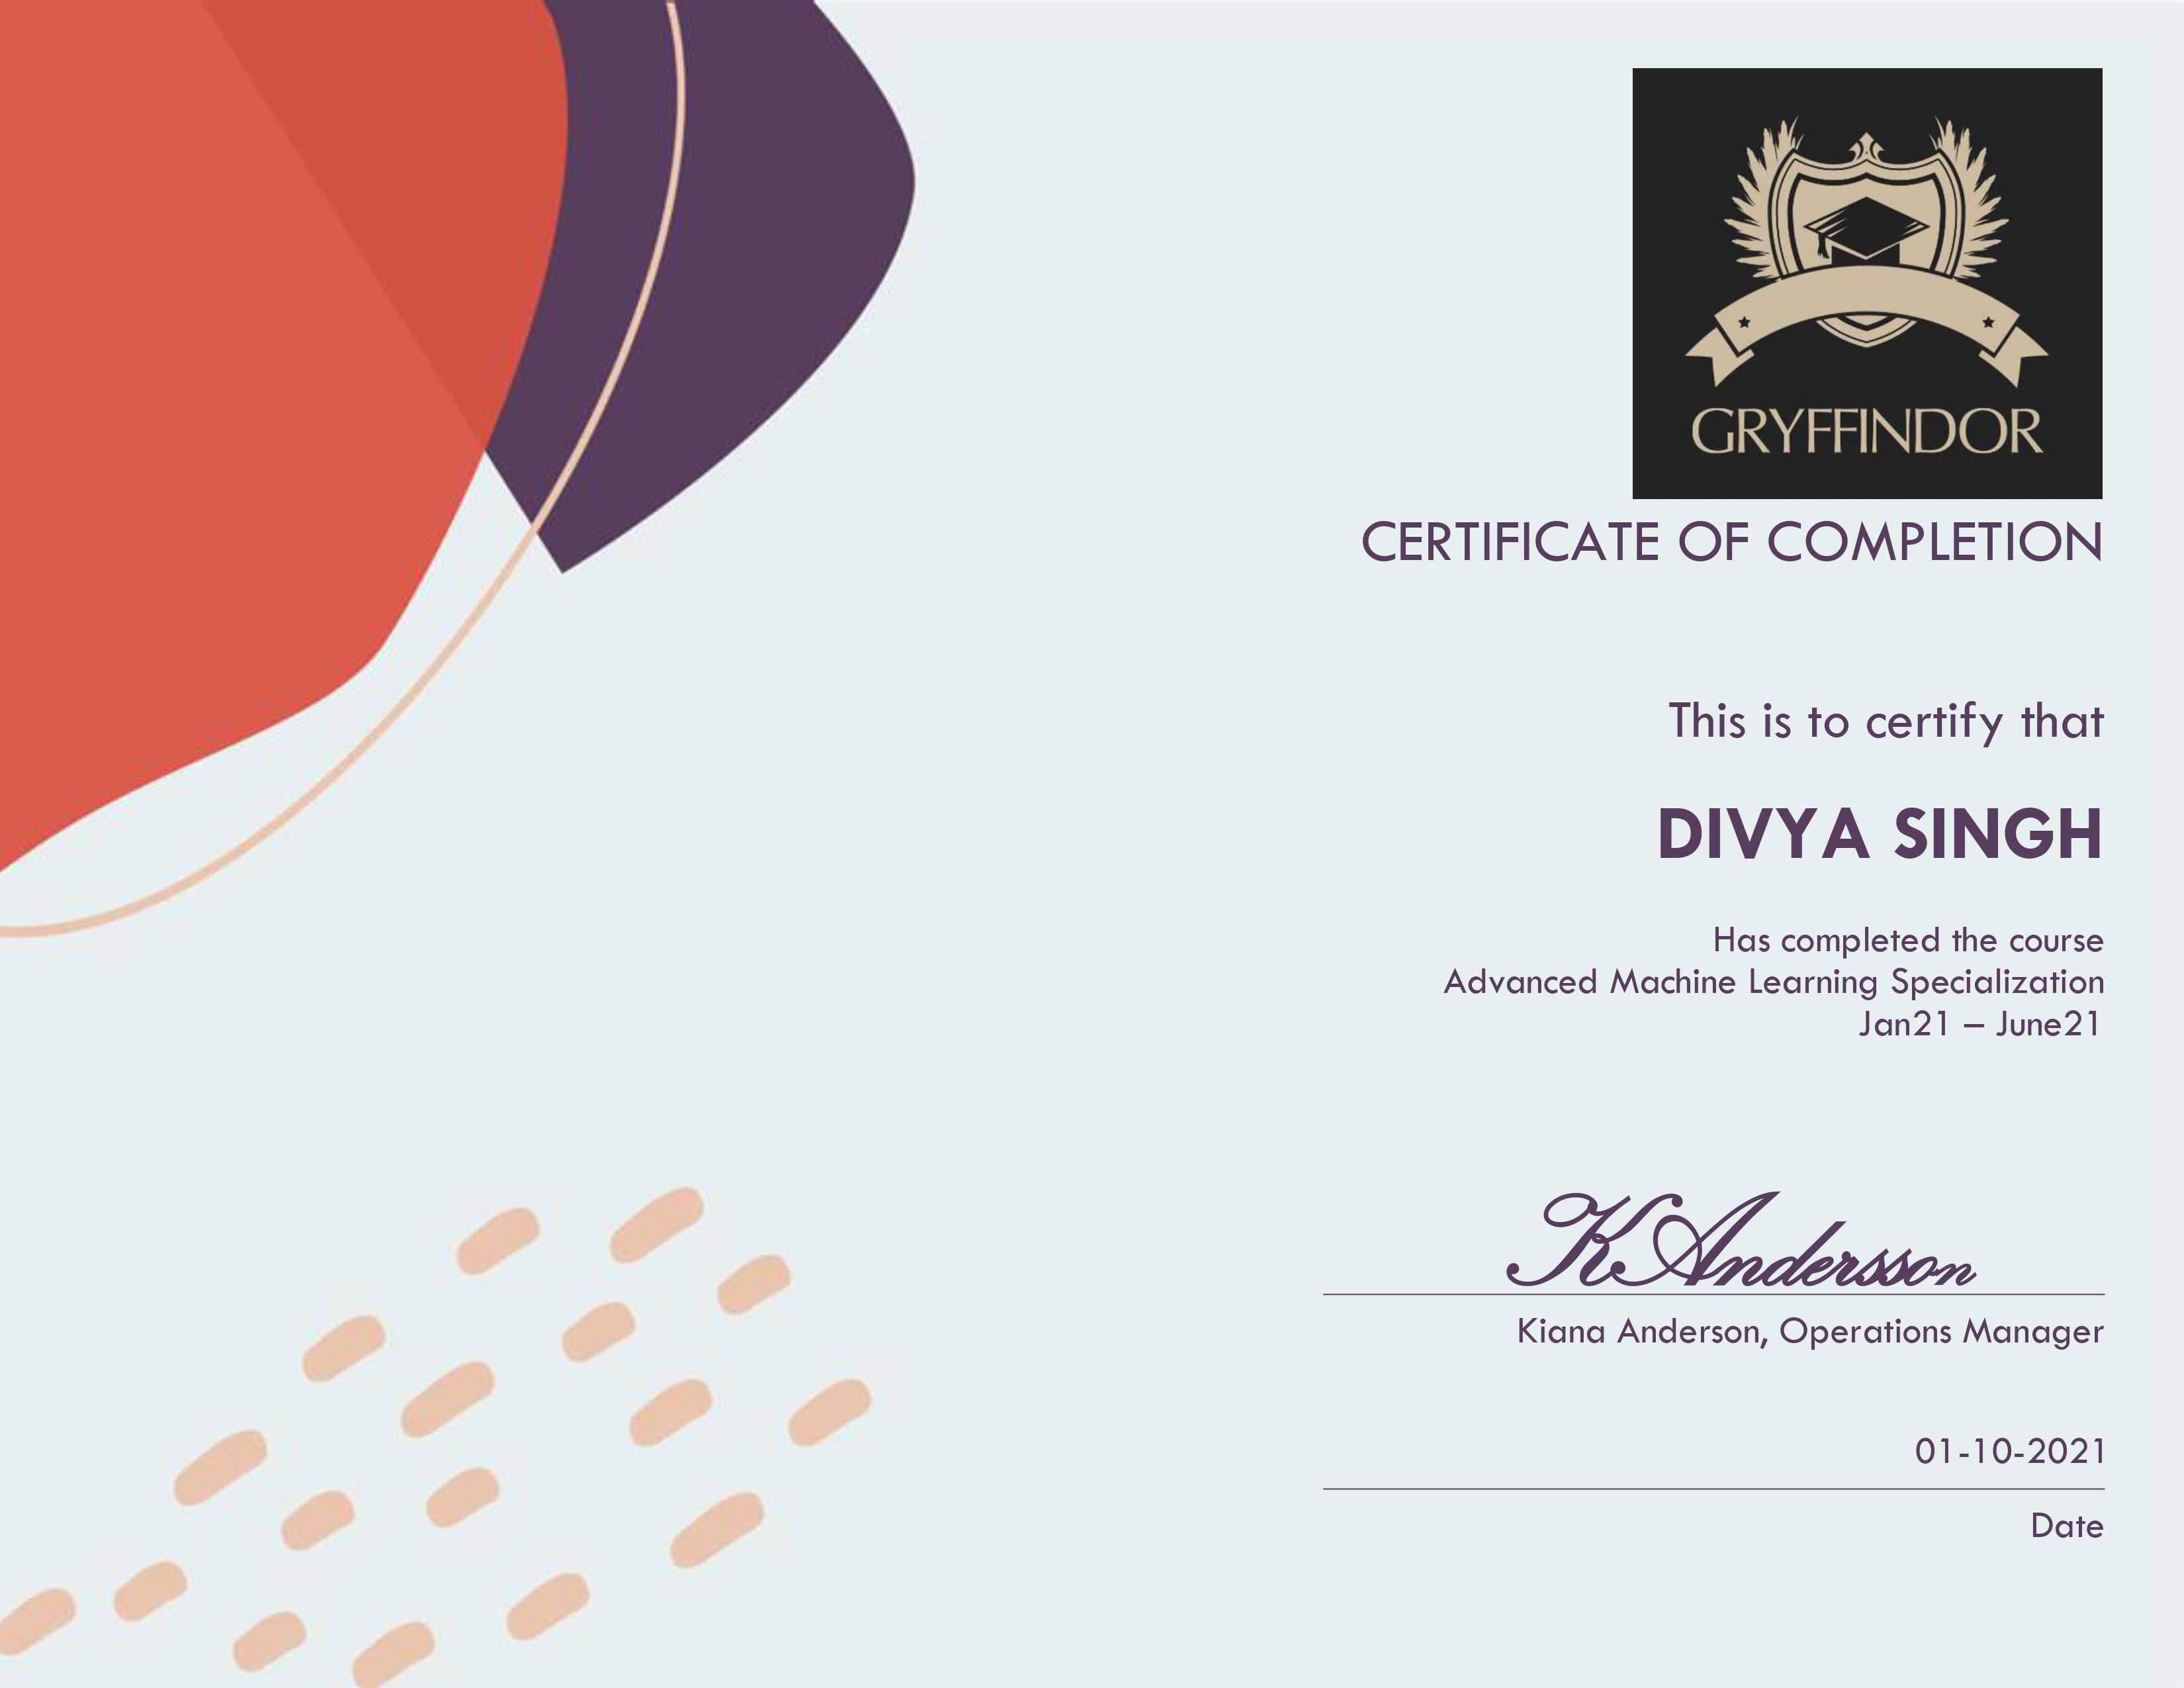 GRYFFINDOR
CERTIFICATE OF COMPLETION
This is to certify that
DIVYA SINGH
Has completed the course
Advanced Machine Learning Specialization
Jan21 – June21
KAndersson
Kiana Anderson, Operations Manager
01-10-2021
Date